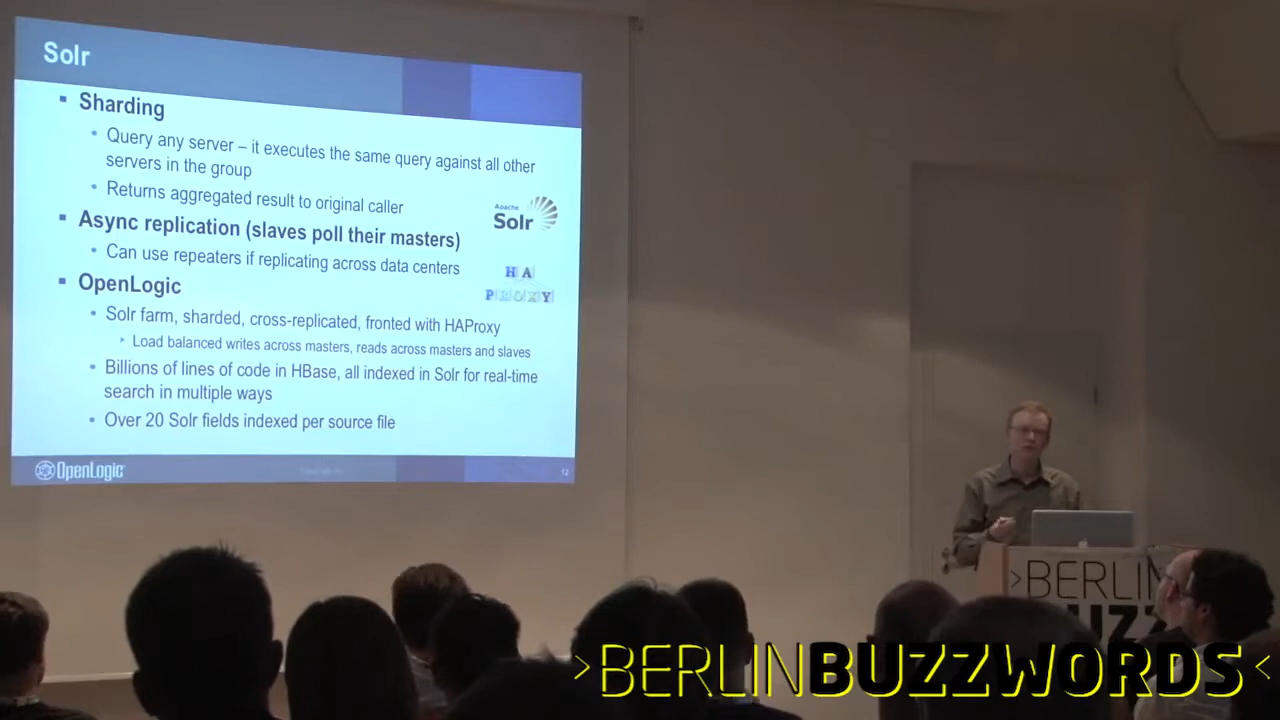 Solr
▪ Sharding
• Query any server – it executes the same query against all other
servers in the group
• Returns aggregated result to original caller
▪ Async replication (slaves poll their masters)
• Can use repeaters if replicating across data centers
▪ OpenLogic
• Solr farm, sharded, cross-replicated, fronted with HAProxy
‣ Load balanced writes across masters, reads across masters and slaves
• Billions of lines of code in HBase, all indexed in Solr for real-time
search in multiple ways
• Over 20 Solr fields indexed per source file
Apache
Solr
HA
PROXY
OpenLogic
12
>BERLIN
BUZZ
>BERLINBUZZWORDS<